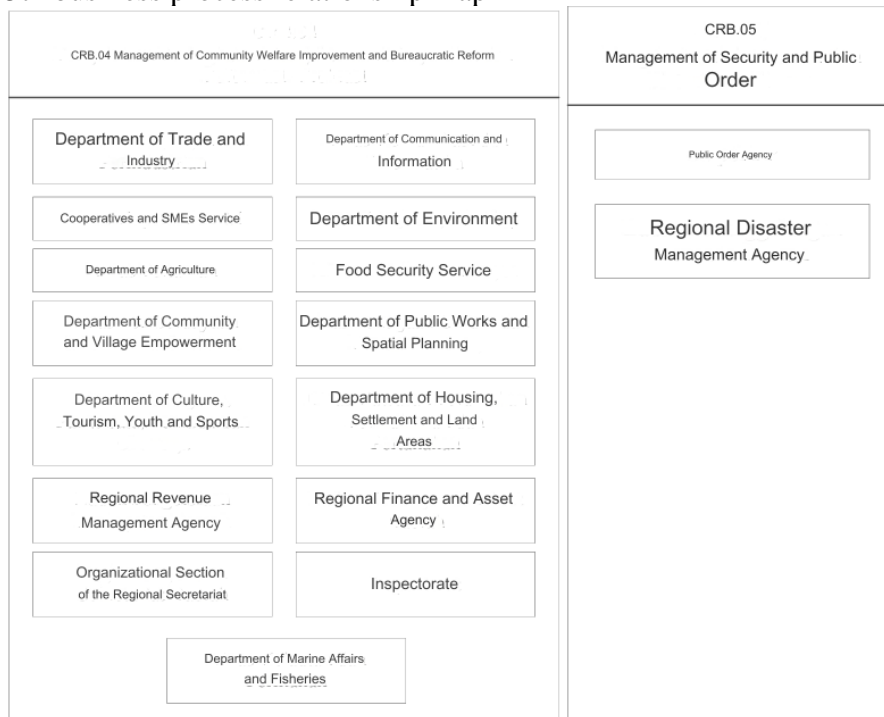 CRB.04 Management of Community Welfare Improvement and Bureaucratic Reform
Department of Trade and
Industry
Department of Communication and
Information
Cooperatives and SMEs Service
Department of Environment
Department of Agriculture
Food Security Service
Department of Community
and Village Empowerment
Department of Public Works and
Spatial Planning
Department of Culture,
Tourism, Youth and Sports
Department of Housing,
Settlement and Land
Areas
Regional Revenue
Management Agency
Regional Finance and Asset
Agency
Organizational Section
of the Regional Secretariat
Inspectorate
Department of Marine Affairs
and Fisheries
CRB.05
Management of Security and Public
Order
Public Order Agency
Regional Disaster
Management Agency